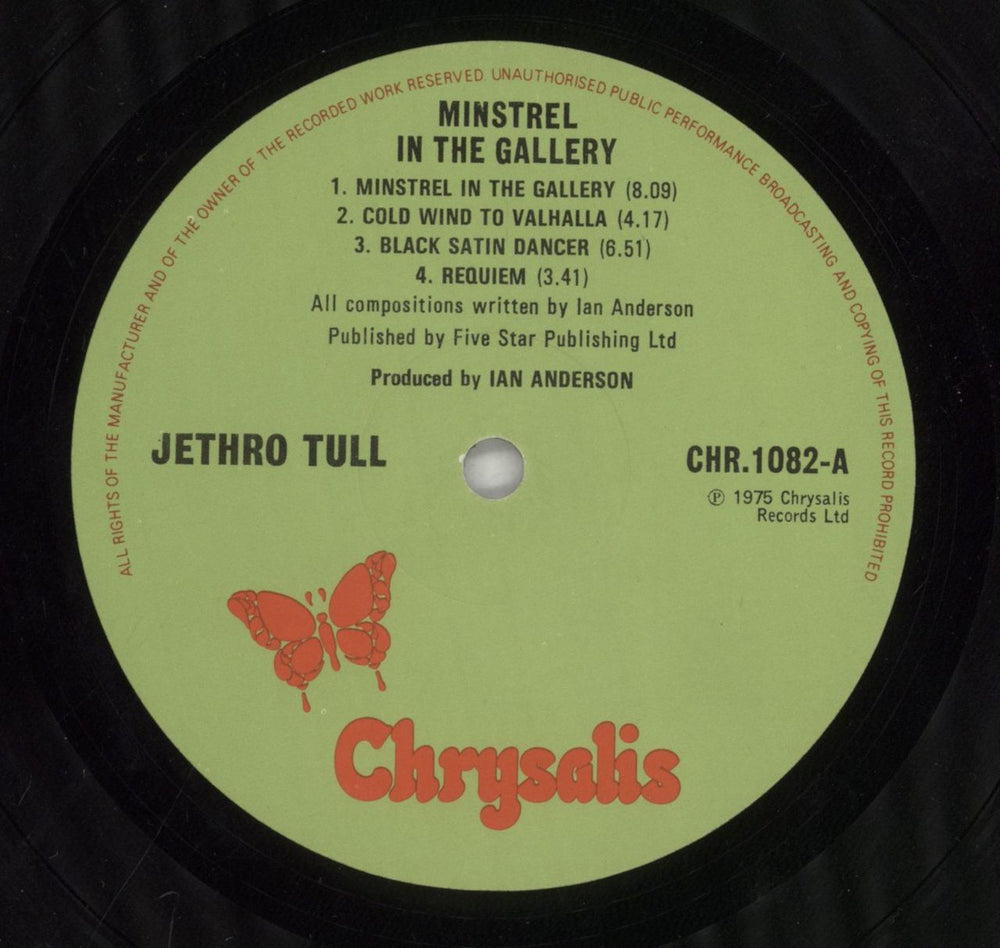 ALL RIGHTS OF THE MANUFACTURER AND OF THE OWNER OF THE RECORDED WORK RESERVED. UNAUTHORISED PUBLIC PERFORMANCE BROADCASTING AND COPYING OF THIS RECORD PROHIBITED
MINSTREL
IN THE GALLERY
1. MINSTREL IN THE GALLERY (8.09)
2. COLD WIND TO VALHALLA (4.17)
3. BLACK SATIN DANCER (6.51)
4. REQUIEM (3.41)
All compositions written by Ian Anderson
Published by Five Star Publishing Ltd
Produced by IAN ANDERSON
JETHRO TULL
CHR.1082-A
℗ 1975 Chrysalis
Records Ltd
Chrysalis